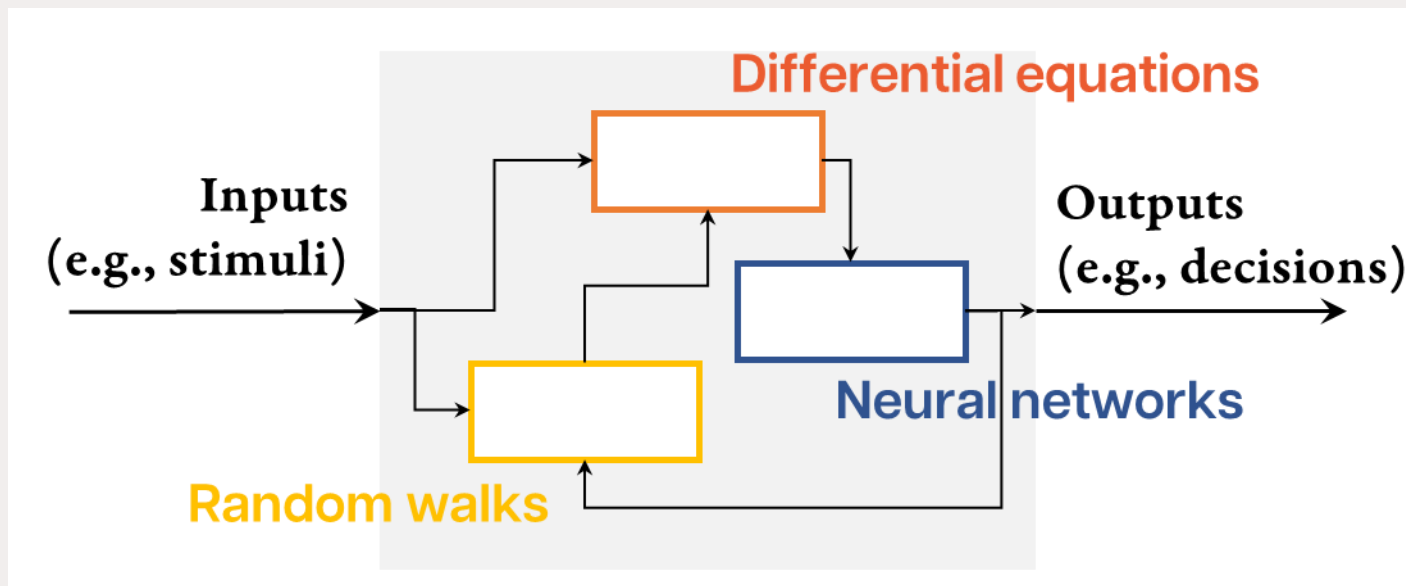 Differential equations
Inputs
(e.g., stimuli)
Outputs
(e.g., decisions)
Neural networks
Random walks